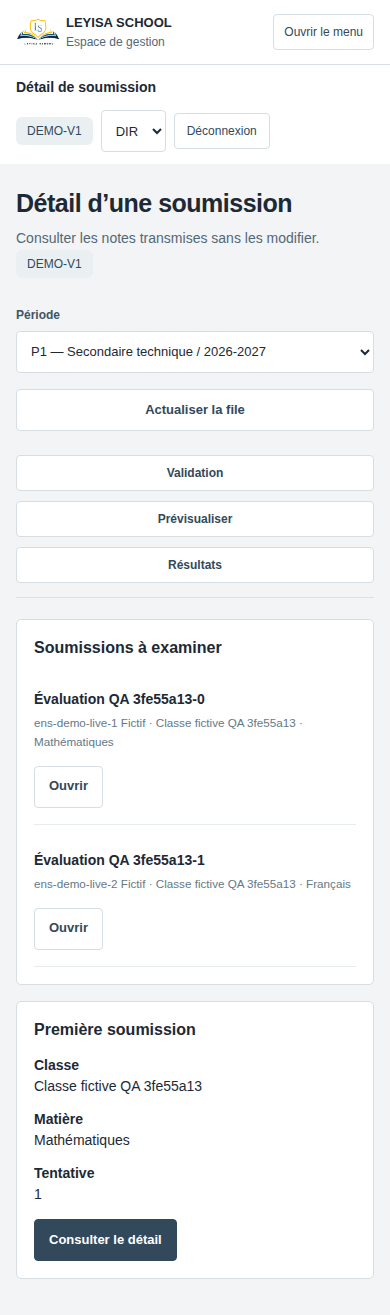 LEYISA SCHOOL
Espace de gestion
Ouvrir le menu
Détail de soumission
DEMO-V1
DIR
Déconnexion
Détail d’une soumission
Consulter les notes transmises sans les modifier.
DEMO-V1
Période
P1 — Secondaire technique / 2026-2027
Actualiser la file
Validation
Prévisualiser
Résultats
Soumissions à examiner
Évaluation QA 3fe55a13-0
ens-demo-live-1 Fictif · Classe fictive QA 3fe55a13 ·
Mathématiques
Ouvrir
Évaluation QA 3fe55a13-1
ens-demo-live-2 Fictif · Classe fictive QA 3fe55a13 · Français
Ouvrir
Première soumission
Classe
Classe fictive QA 3fe55a13
Matière
Mathématiques
Tentative
1
Consulter le détail